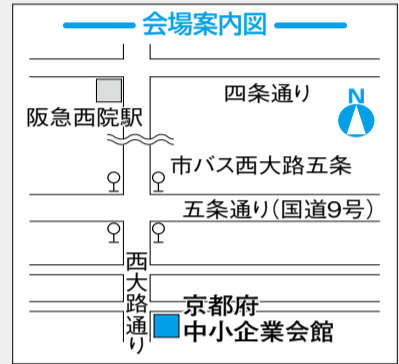 会場案内図
四条通り
N
阪急西院駅
市バス西大路五条
五条通り(国道9号)
西大路通り
京都府
中小企業会館